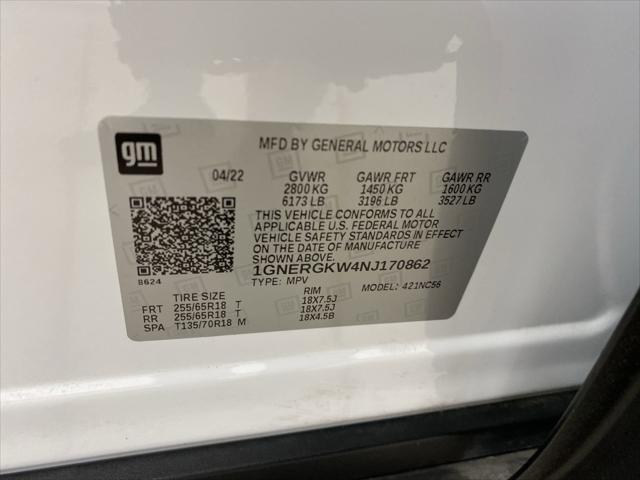 gm
MFD BY GENERAL MOTORS LLC
04/22 GVWR GAWR FRT GAWR RR
2800 KG 1450 KG 1600 KG
6173 LB 3196 LB 3527 LB
THIS VEHICLE CONFORMS TO ALL
APPLICABLE U.S. FEDERAL MOTOR
VEHICLE SAFETY STANDARDS IN EFFECT
ON THE DATE OF MANUFACTURE
SHOWN ABOVE.
1GNERGKW4NJ170862
8624
TYPE: MPV MODEL: 421NC56
TIRE SIZE RIM
FRT 255/65R18 T 18X7.5J
RR 255/65R18 T 18X7.5J
SPA T135/70R18 M 18X4.5B